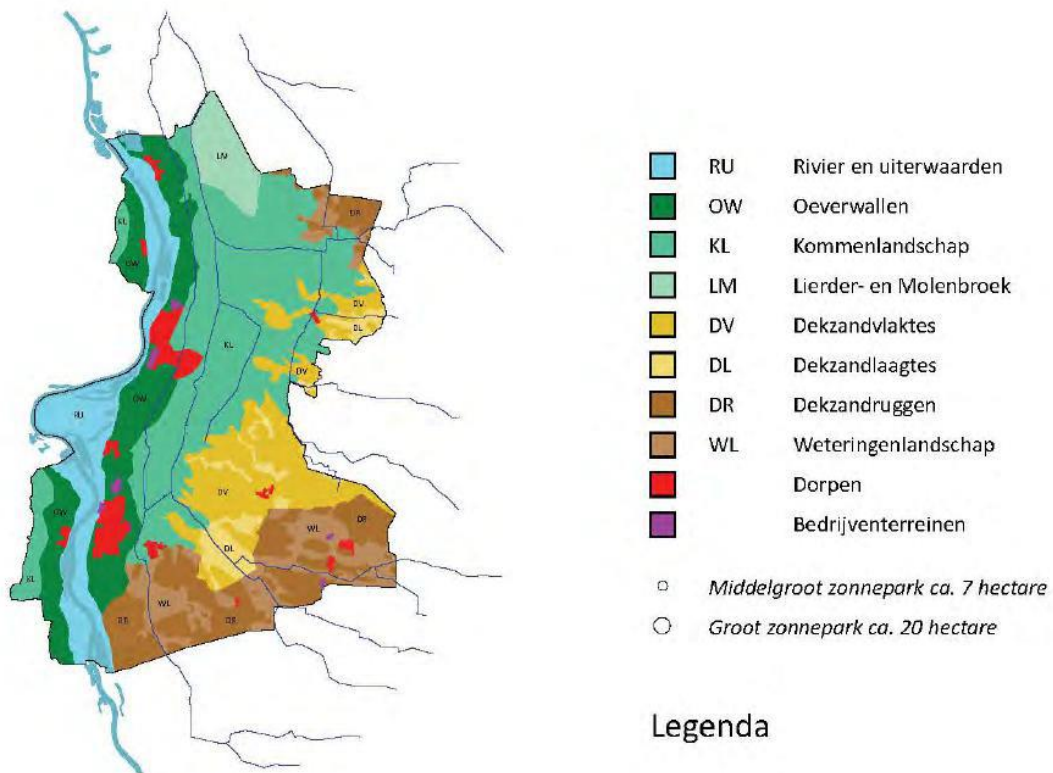 LM
DR
KL
OW
DV
DL
KL
DV
OW
RU
DV
OW
DR
WL
DL
KL
WL
DR
DR
RU Rivier en uiterwaarden
OW Oeverwallen
KL Kommenlandschap
LM Lierder- en Molenbroek
DV Dekzandvlaktes
DL Dekzandlaagtes
DR Dekzandruggen
WL Weteringenlandschap
Dorpen
Bedrijventerreinen
Middelgroot zonnepark ca. 7 hectare
Groot zonnepark ca. 20 hectare
Legenda